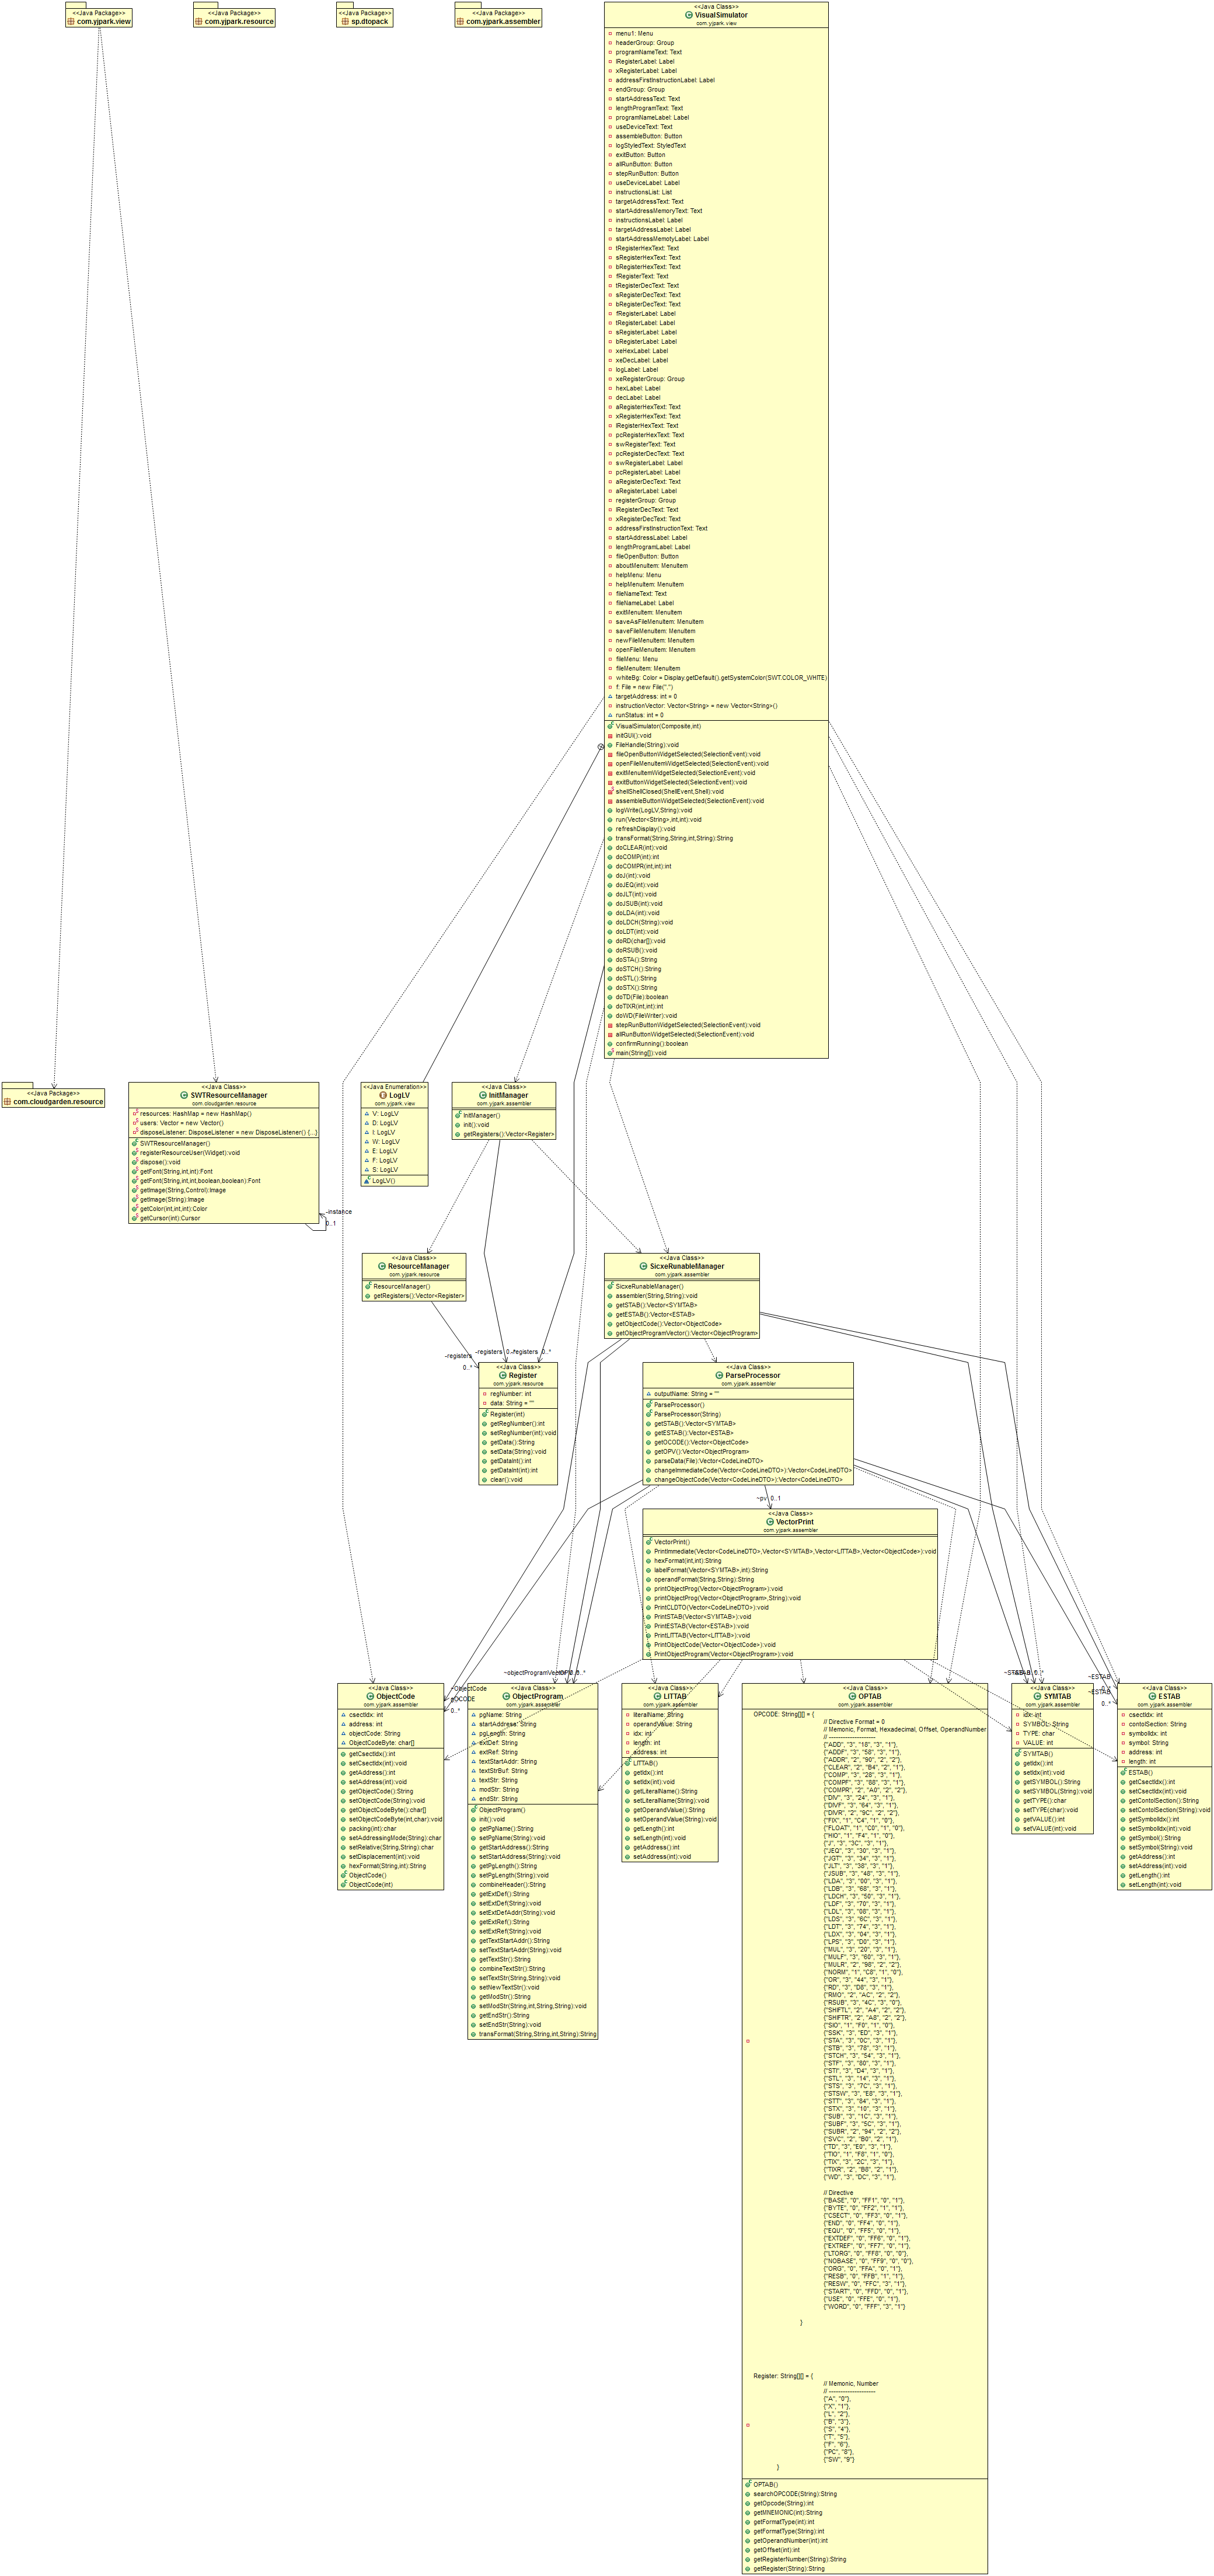 <<Java Package>>
com.yjpark.view
<<Java Package>>
com.yjpark.resource
<<Java Package>>
sp.dtopack
<<Java Package>>
com.yjpark.assembler
<<Java Class>>
VisualSimulator
com.yjpark.view
menu1: Menu
headerGroup: Group
programNameText: Text
lRegisterLabel: Label
xRegisterLabel: Label
addressFirstInstructionLabel: Label
endGroup: Group
startAddressText: Text
lengthProgramText: Text
programNameLabel: Label
useDeviceText: Text
assembleButton: Button
logStyledText: StyledText
exitButton: Button
allRunButton: Button
stepRunButton: Button
useDeviceLabel: Label
instructionsList: List
targetAddressText: Text
startAddressMemoryText: Text
instructionsLabel: Label
targetAddressLabel: Label
startAddressMemotyLabel: Label
tRegisterHexText: Text
sRegisterHexText: Text
bRegisterHexText: Text
fRegisterText: Text
tRegisterDecText: Text
sRegisterDecText: Text
bRegisterDecText: Text
fRegisterLabel: Label
tRegisterLabel: Label
sRegisterLabel: Label
bRegisterLabel: Label
xeHexLabel: Label
xeDecLabel: Label
logLabel: Label
xeRegisterGroup: Group
hexLabel: Label
decLabel: Label
aRegisterHexText: Text
xRegisterHexText: Text
lRegisterHexText: Text
pcRegisterHexText: Text
swRegisterText: Text
pcRegisterDecText: Text
swRegisterLabel: Label
pcRegisterLabel: Label
aRegisterDecText: Text
aRegisterLabel: Label
registerGroup: Group
lRegisterDecText: Text
xRegisterDecText: Text
addressFirstInstructionText: Text
startAddressLabel: Label
lengthProgramLabel: Label
fileOpenButton: Button
aboutMenuItem: MenuItem
helpMenu: Menu
helpMenuItem: MenuItem
fileNameText: Text
fileNameLabel: Label
exitMenuItem: MenuItem
saveAsFileMenuItem: MenuItem
saveFileMenuItem: MenuItem
newFileMenuItem: MenuItem
openFileMenuItem: MenuItem
fileMenu: Menu
fileMenuItem: MenuItem
whiteBg: Color = Display.getDefault().getSystemColor(SWT.COLOR_WHITE)
f: File = new File(".")
targetAddress: int = 0
instructionVector: Vector<String> = new Vector<String>()
runStatus: int = 0
VisualSimulator(Composite,int)
initGUI():void
FileHandle(String):void
fileOpenButtonWidgetSelected(SelectionEvent):void
openFileMenuItemWidgetSelected(SelectionEvent):void
exitMenuItemWidgetSelected(SelectionEvent):void
exitButtonWidgetSelected(SelectionEvent):void
shellShellClosed(ShellEvent,Shell):void
assembleButtonWidgetSelected(SelectionEvent):void
logWrite(LogLV,String):void
run(Vector<String>,int,int):void
refreshDisplay():void
transFormat(String,String,int,String):String
doCLEAR(int):void
doCOMP(int):int
doCOMPR(int,int):int
doJ(int):void
doJEQ(int):void
doJLT(int):void
doJSUB(int):void
doLDA(int):void
doLDCH(String):void
doLDT(int):void
doRD(char[]):void
doRSUB():void
doSTA():String
doSTCH():String
doSTL():String
doSTX():String
doTD(File):boolean
doTIXR(int,int):int
doWD(FileWriter):void
stepRunButtonWidgetSelected(SelectionEvent):void
allRunButtonWidgetSelected(SelectionEvent):void
confirmRunning():boolean
main(String[]):void
<<Java Package>>
com.cloudgarden.resource
<<Java Class>>
SWTResourceManager
com.cloudgarden.resource
resources: HashMap = new HashMap()
users: Vector = new Vector()
disposeListener: DisposeListener = new DisposeListener() {...}
SWTResourceManager()
registerResourceUser(Widget):void
dispose():void
getFont(String,int,int):Font
getFont(String,int,int,boolean,boolean):Font
getImage(String,Control):Image
getImage(String):Image
getColor(int,int,int):Color
getCursor(int):Cursor
-instance
0..1
<<Java Enumeration>>
LogLV
com.yjpark.view
V: LogLV
D: LogLV
I: LogLV
W: LogLV
E: LogLV
F: LogLV
S: LogLV
LogLV()
<<Java Class>>
InitManager
com.yjpark.assembler
InitManager()
init():void
getRegisters():Vector<Register>
<<Java Class>>
ResourceManager
com.yjpark.resource
ResourceManager()
getRegisters():Vector<Register>
<<Java Class>>
SicxeRunableManager
com.yjpark.assembler
SicxeRunableManager()
assembler(String,String):void
getSTAB():Vector<SYMTAB>
getESTAB():Vector<ESTAB>
getObjectCode():Vector<ObjectCode>
getObjectProgramVector():Vector<ObjectProgram>
-registers
0..*
-registers
0..*
<<Java Class>>
Register
com.yjpark.resource
regNumber: int
data: String = ""
Register(int)
getRegNumber():int
setRegNumber(int):void
getData():String
setData(String):void
getDataInt():int
getDataInt(int):int
clear():void
<<Java Class>>
ParseProcessor
com.yjpark.assembler
outputName: String = ""
ParseProcessor()
ParseProcessor(String)
getSTAB():Vector<SYMTAB>
getESTAB():Vector<ESTAB>
getOCODE():Vector<ObjectCode>
getOPV():Vector<ObjectProgram>
parseData(File):Vector<CodeLineDTO>
changeImmediateCode(Vector<CodeLineDTO>):Vector<CodeLineDTO>
changeObjectCode(Vector<CodeLineDTO>):Vector<CodeLineDTO>
~pv 0..1
<<Java Class>>
VectorPrint
com.yjpark.assembler
VectorPrint()
PrintImmediate(Vector<CodeLineDTO>,Vector<SYMTAB>,Vector<LITTAB>,Vector<ObjectCode>):void
hexFormat(int,int):String
labelFormat(Vector<SYMTAB>,int):String
operandFormat(String,String):String
printObjectProg(Vector<ObjectProgram>):void
printObjectProg(Vector<ObjectProgram>,String):void
PrintCLDTO(Vector<CodeLineDTO>):void
PrintSTAB(Vector<SYMTAB>):void
PrintESTAB(Vector<ESTAB>):void
PrintLITTAB(Vector<LITTAB>):void
PrintObjectCode(Vector<ObjectCode>):void
PrintObjectProgram(Vector<ObjectProgram>):void
~ObjectCode
0..*
<<Java Class>>
ObjectCode
com.yjpark.assembler
csectIdx: int
address: int
objectCode: String
ObjectCodeByte: char[]
getCsectIdx():int
setCsectIdx(int):void
getAddress():int
setAddress(int):void
getObjectCode():String
setObjectCode(String):void
getObjectCodeByte():char[]
setObjectCodeByte(int,char):void
packing(int):char
setAddressingMode(String):char
setRelative(String,String):char
setDisplacement(int):void
hexFormat(String,int):String
ObjectCode()
ObjectCode(int)
<<Java Class>>
ObjectProgram
com.yjpark.assembler
pgName: String
startAddress: String
pgLength: String
extDef: String
extRef: String
textStartAddr: String
textStrBuf: String
textStr: String
modStr: String
endStr: String
ObjectProgram()
init():void
getPgName():String
setPgName(String):void
getStartAddress():String
setStartAddress(String):void
getPgLength():String
setPgLength(String):void
combineHeader():String
getExtDef():String
setExtDef(String):void
setExtDefAddr(String):void
getExtRef():String
setExtRef(String):void
getTextStartAddr():String
setTextStartAddr(String):void
getTextStr():String
combineTextStr():String
setTextStr(String,String):void
setNewTextStr():void
getModStr():String
setModStr(String,int,String,String):void
getEndStr():String
setEndStr(String):void
transFormat(String,String,int,String):String
<<Java Class>>
LITTAB
com.yjpark.assembler
literalName: String
operandValue: String
idx: int
length: int
address: int
LITTAB()
getIdx():int
setIdx(int):void
getLiteralName():String
setLiteralName(String):void
getOperandValue():String
setOperandValue(String):void
getLength():int
setLength(int):void
getAddress():int
setAddress(int):void
<<Java Class>>
OPTAB
com.yjpark.assembler
OPCODE: String[][] = {
// Directive Format = 0
// Memonic, Format, Hexadecimal, Offset, OperandNumber
// ----------------------
{"ADD", "3", "18", "3", "1"},
{"ADDF", "3", "58", "3", "1"},
{"ADDR", "2", "90", "2", "2"},
{"CLEAR", "2", "B4", "2", "1"},
{"COMP", "3", "28", "3", "1"},
{"COMPF", "3", "88", "3", "1"},
{"COMPR", "2", "A0", "2", "2"},
{"DIV", "3", "24", "3", "1"},
{"DIVF", "3", "64", "3", "1"},
{"DIVR", "2", "9C", "2", "2"},
{"FIX", "1", "C4", "1", "0"},
{"FLOAT", "1", "C0", "1", "0"},
{"HIO", "1", "F4", "1", "0"},
{"J", "3", "3C", "3", "1"},
{"JEQ", "3", "30", "3", "1"},
{"JGT", "3", "34", "3", "1"},
{"JLT", "3", "38", "3", "1"},
{"JSUB", "3", "48", "3", "1"},
{"LDA", "3", "00", "3", "1"},
{"LDB", "3", "68", "3", "1"},
{"LDCH", "3", "50", "3", "1"},
{"LDF", "3", "70", "3", "1"},
{"LDL", "3", "08", "3", "1"},
{"LDS", "3", "6C", "3", "1"},
{"LDT", "3", "74", "3", "1"},
{"LDX", "3", "04", "3", "1"},
{"LPS", "3", "D0", "3", "1"},
{"MUL", "3", "20", "3", "1"},
{"MULF", "3", "60", "3", "1"},
{"MULR", "2", "98", "2", "2"},
{"NORM", "1", "C8", "1", "0"},
{"OR", "3", "44", "3", "1"},
{"RD", "3", "D8", "3", "1"},
{"RMO", "2", "AC", "2", "2"},
{"RSUB", "3", "4C", "3", "0"},
{"SHIFTL", "2", "A4", "2", "2"},
{"SHIFTR", "2", "A8", "2", "2"},
{"SIO", "1", "F0", "1", "0"},
{"SSK", "3", "ED", "3", "1"},
{"STA", "3", "0C", "3", "1"},
{"STB", "3", "78", "3", "1"},
{"STCH", "3", "54", "3", "1"},
{"STF", "3", "80", "3", "1"},
{"STI", "3", "D4", "3", "1"},
{"STL", "3", "14", "3", "1"},
{"STS", "3", "7C", "3", "1"},
{"STSW", "3", "E8", "3", "1"},
{"STT", "3", "84", "3", "1"},
{"STX", "3", "10", "3", "1"},
{"SUB", "3", "1C", "3", "1"},
{"SUBF", "3", "5C", "3", "1"},
{"SUBR", "2", "94", "2", "2"},
{"SVC", "2", "B0", "2", "1"},
{"TD", "3", "E0", "3", "1"},
{"TIO", "1", "F8", "1", "0"},
{"TIX", "3", "2C", "3", "1"},
{"TIXR", "2", "B8", "2", "1"},
{"WD", "3", "DC", "3", "1"},
// Directive
{"BASE", "0", "FF1", "0", "1"},
{"BYTE", "0", "FF2", "1", "1"},
{"CSECT", "0", "FF3", "0", "1"},
{"END", "0", "FF4", "0", "1"},
{"EQU", "0", "FF5", "0", "1"},
{"EXTDEF", "0", "FF6", "0", "1"},
{"EXTREF", "0", "FF7", "0", "1"},
{"LTORG", "0", "FF8", "0", "0"},
{"NOBASE", "0", "FF9", "0", "0"},
{"ORG", "0", "FFA", "0", "1"},
{"RESB", "0", "FFB", "1", "1"},
{"RESW", "0", "FFC", "3", "1"},
{"START", "0", "FFD", "0", "1"},
{"USE", "0", "FFE", "0", "1"},
{"WORD", "0", "FFF", "3", "1"}
}
Register: String[][] = {
// Memonic, Number
// ----------------------
{"A", "0"},
{"X", "1"},
{"L", "2"},
{"B", "3"},
{"S", "4"},
{"T", "5"},
{"F", "6"},
{"PC", "8"},
{"SW", "9"}
}
OPTAB()
searchOPCODE(String):String
getOpcode(String):int
getMNEMONIC(int):String
getFormatType(int):int
getFormatType(String):int
getOperandNumber(int):int
getOffset(int):int
getRegisterNumber(String):String
getRegister(String):String
<<Java Class>>
SYMTAB
com.yjpark.assembler
idx: int
SYMBOL: String
TYPE: char
VALUE: int
SYMTAB()
getIdx():int
setIdx(int):void
getSYMBOL():String
setSYMBOL(String):void
getTYPE():char
setTYPE(char):void
getVALUE():int
setVALUE(int):void
~ESTAB
~ESTAB
0..*
<<Java Class>>
ESTAB
com.yjpark.assembler
csectIdx: int
contolSection: String
symbolIdx: int
symbol: String
address: int
length: int
ESTAB()
getCsectIdx():int
setCsectIdx(int):void
getContolSection():String
setContolSection(String):void
getSymbolIdx():int
setSymbolIdx(int):void
getSymbol():String
setSymbol(String):void
getAddress():int
setAddress(int):void
getLength():int
setLength(int):void